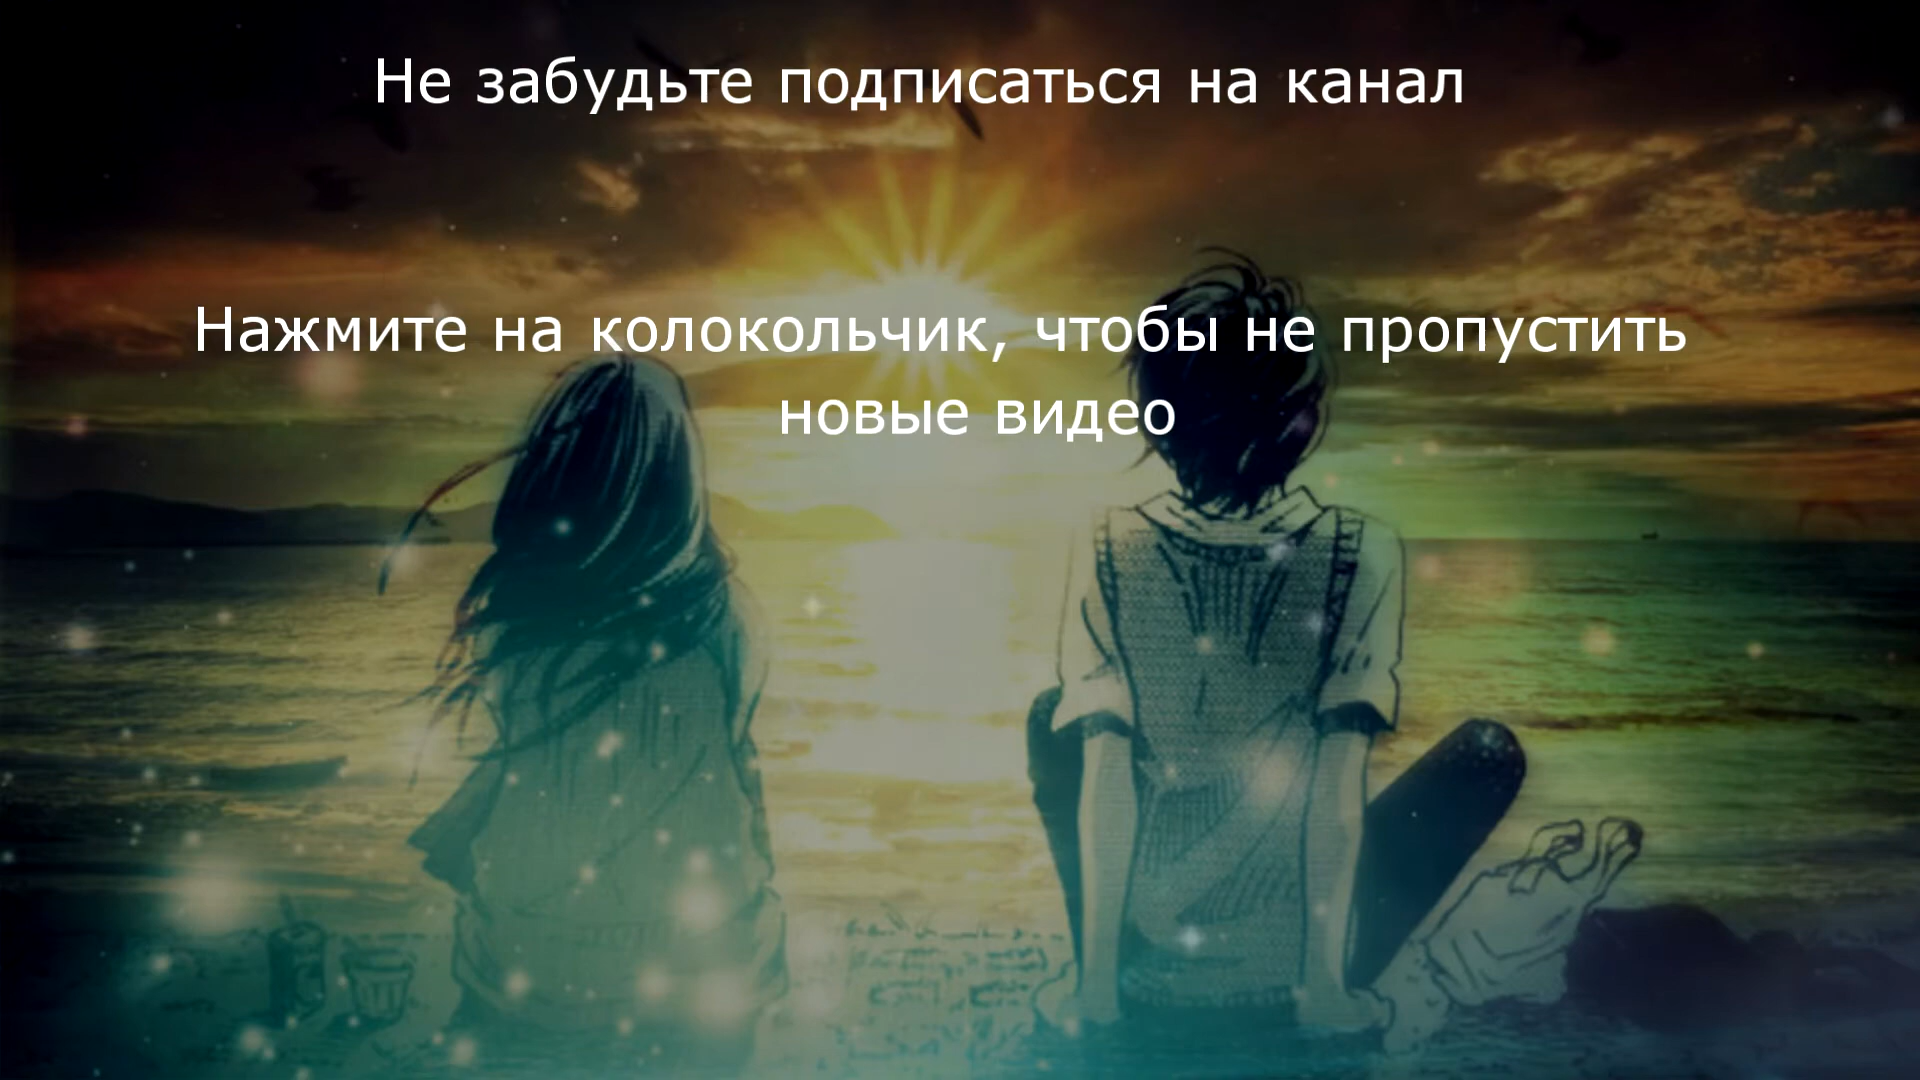 Не забудьте подписаться на канал
Нажмите на колокольчик, чтобы не пропустить
новые видео